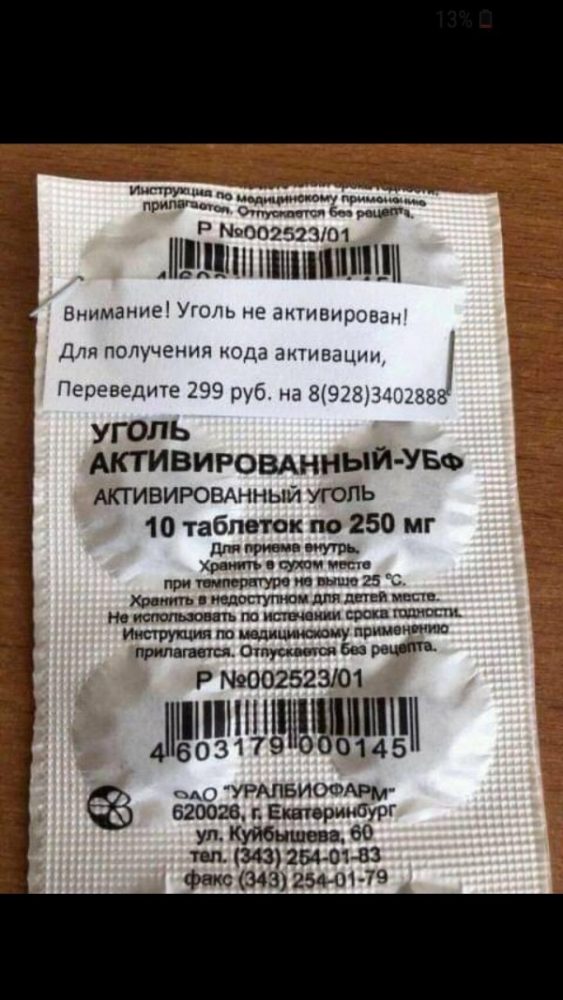 13%
Инструкция по медицинскому применению
прилагается. Отпускается без рецепта.
Р №002523/01
Внимание! Уголь не активирован!
Для получения кода активации,
Переведите 299 руб. на 8(928)3402888
УГОЛЬ
АКТИВИРОВАННЫЙ-УБФ
АКТИВИРОВАННЫЙ УГОЛЬ
10 таблеток по 250 мг
Для приема внутрь.
Хранить в сухом месте
при температуре не выше 25 °С.
Хранить в недоступном для детей месте.
Не использовать по истечении срока годности.
Инструкция по медицинскому применению
прилагается. Отпускается без рецепта.
Р №002523/01
4 603179 000145
ОАО "УРАЛБИОФАРМ"
620026, г. Екатеринбург
ул. Куйбышева, 60
тел. (343) 254-01-83
факс (343) 254-01-79